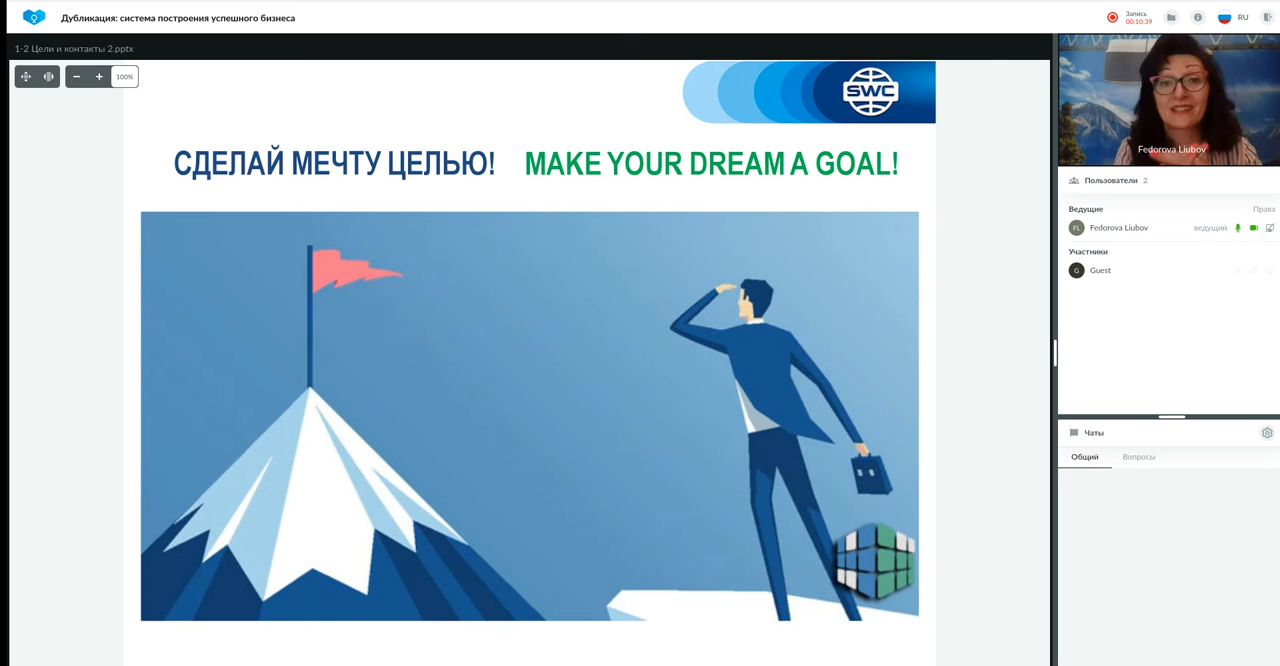 Дубликация: система построения успешного бизнеса
Запись
00:10:39
RU
1-2 Цели и контакты 2.pptx
100%
SWC
СДЕЛАЙ МЕЧТУ ЦЕЛЬЮ! MAKE YOUR DREAM A GOAL!
Fedorova Liubov
Пользователи 2
Ведущие Права
FL Fedorova Liubov ведущий
Участники
G Guest
Чаты
Общий Вопросы